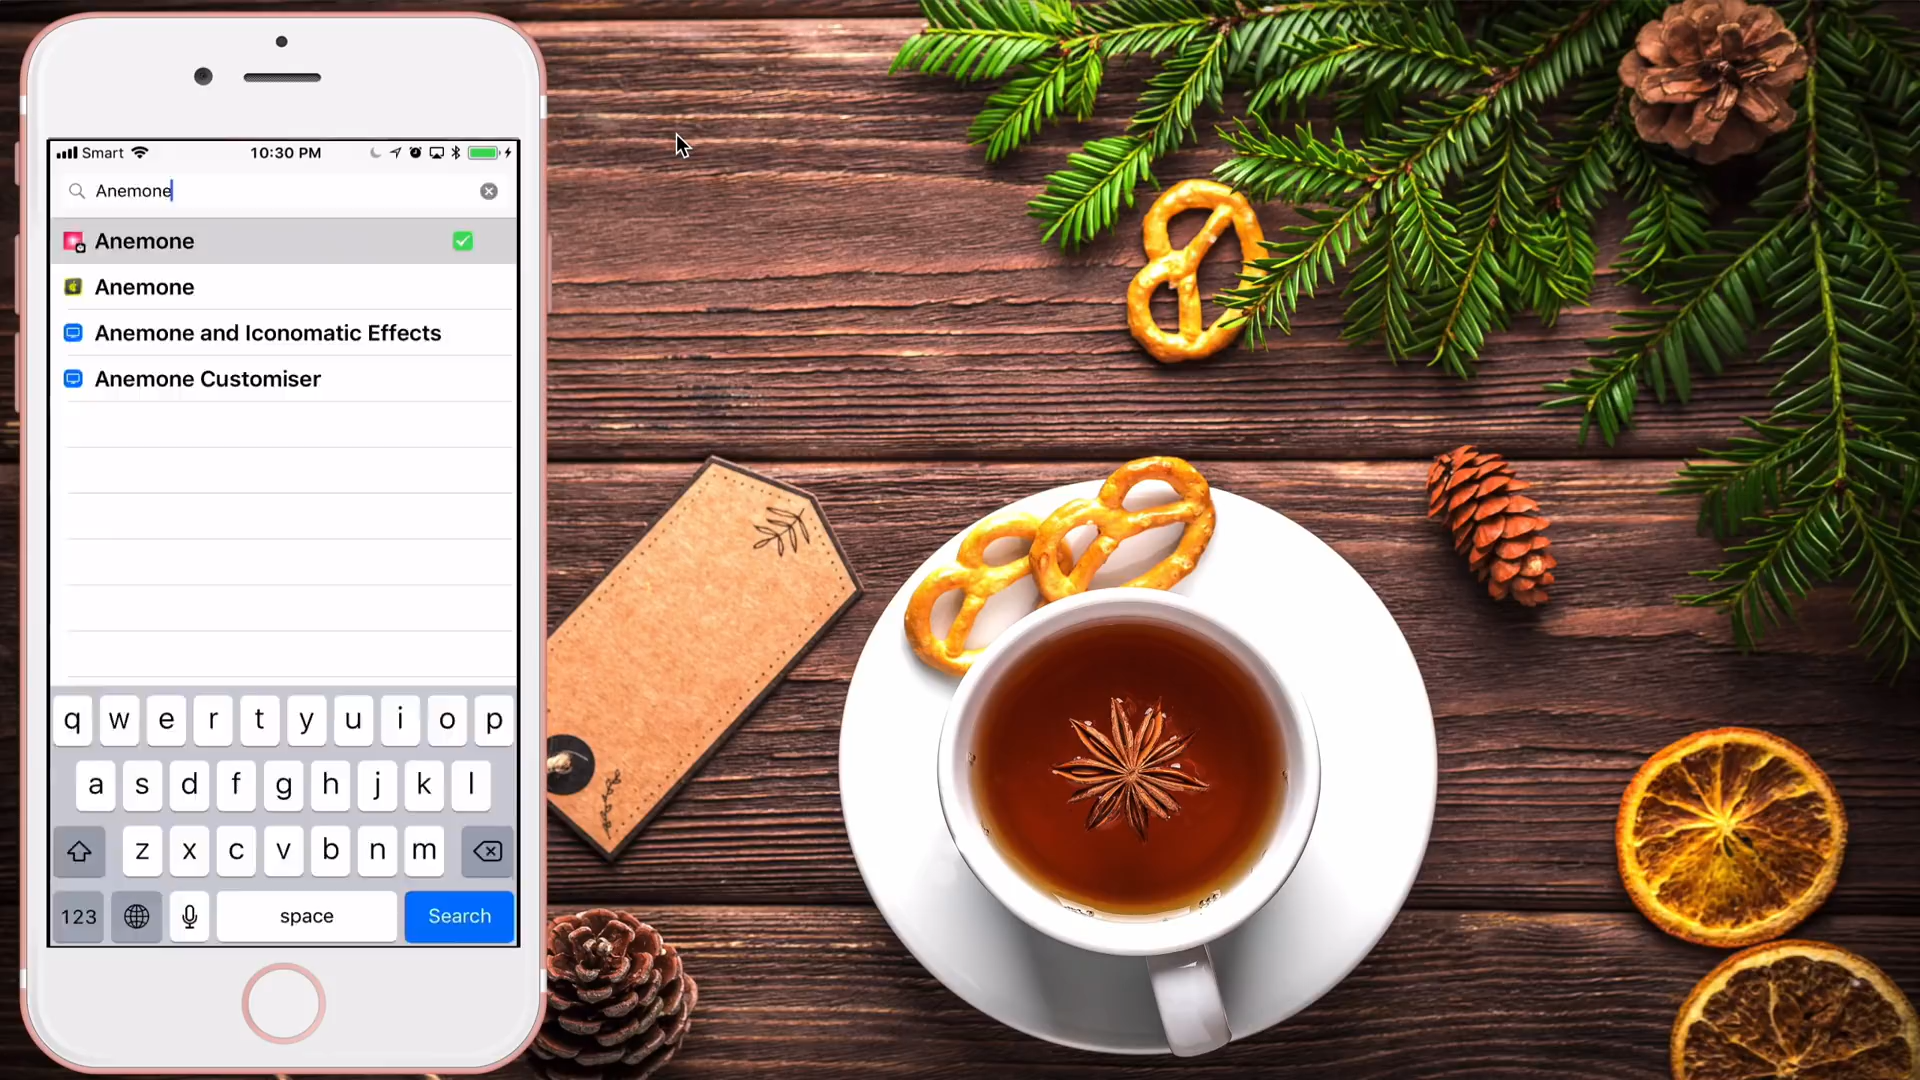 Smart 10:30 PM
Anemone
Anemone
Anemone
Anemone and Iconomatic Effects
Anemone Customiser
q w e r t y u i o p
a s d f g h j k l
z x c v b n m
123 space Search